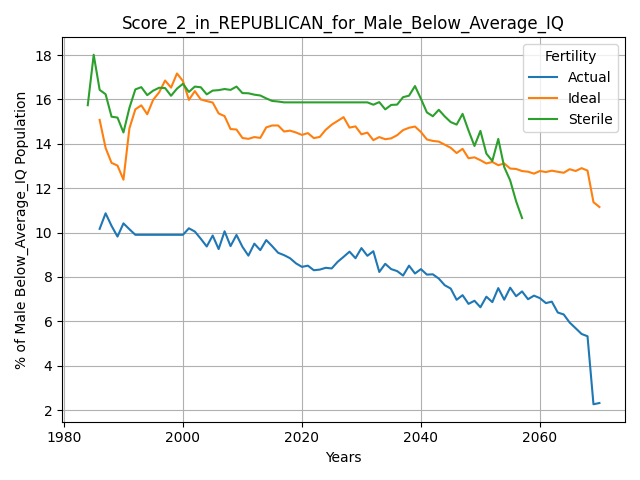 Score_2_in_REPUBLICAN_for_Male_Below_Average_IQ
Fertility
Actual
Ideal
Sterile
% of Male Below_Average_IQ Population
18
16
14
12
10
8
6
4
2
1980 2000 2020 2040 2060
Years